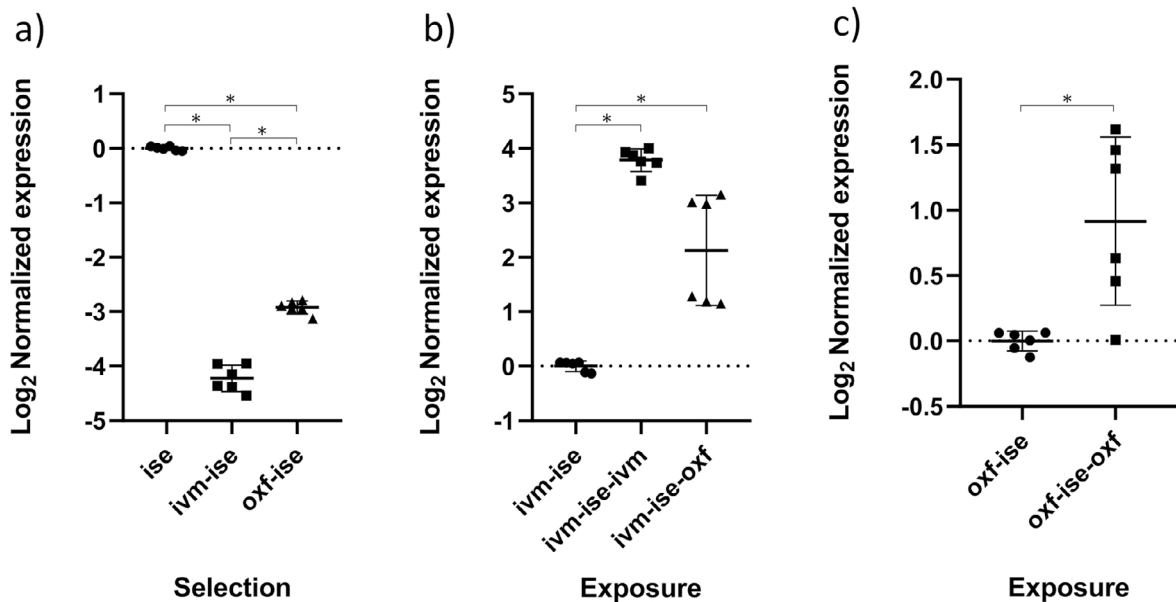 a)
Log2 Normalized expression
1
0
-1
-2
-3
-4
-5
*
*
*
ise
ivm-ise
oxf-ise
Selection
b)
Log2 Normalized expression
5
4
3
2
1
0
-1
*
*
ivm-ise
ivm-ise-ivm
ivm-ise-oxf
Exposure
c)
Log2 Normalized expression
2.0
1.5
1.0
0.5
0.0
-0.5
*
oxf-ise
oxf-ise-oxf
Exposure